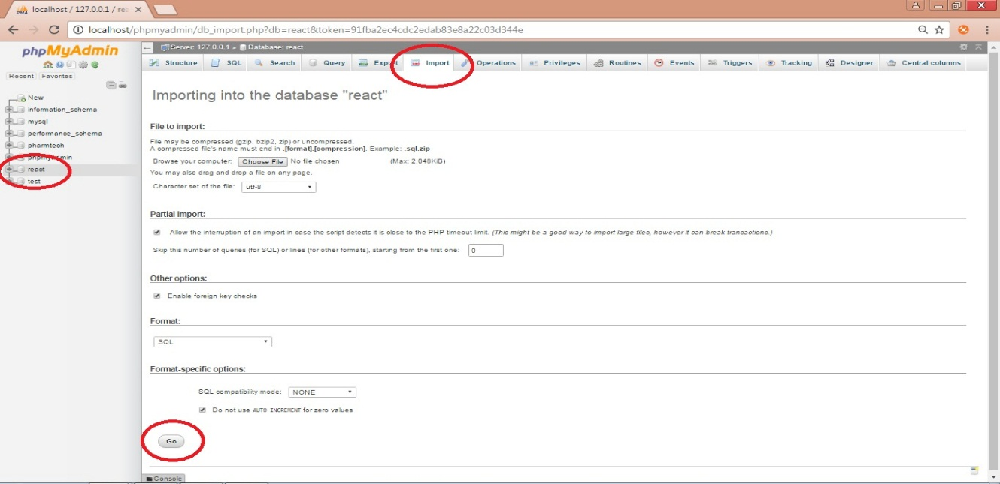 localhost / 127.0.0.1 / rea
localhost/phpmyadmin/db_import.php?db=react&token=91fba2ec4cdc2edab83e8a22c03d344e
phpMyAdmin
Recent Favorites
New
information_schema
mysql
performance_schema
pharmtech
phpmyadmin
react
test
Server: 127.0.0.1 » Database: react
Structure SQL Search Query Export Import Operations Privileges Routines Events Triggers Tracking Designer Central columns
Importing into the database "react"
File to import:
File may be compressed (gzip, bzip2, zip) or uncompressed.
A compressed file's name must end in .[format].[compression]. Example: .sql.zip
Browse your computer: Choose File No file chosen (Max: 2,048KiB)
You may also drag and drop a file on any page.
Character set of the file: utf-8
Partial import:
Allow the interruption of an import in case the script detects it is close to the PHP timeout limit. (This might be a good way to import large files, however it can break transactions.)
Skip this number of queries (for SQL) or lines (for other formats), starting from the first one: 0
Other options:
Enable foreign key checks
Format:
SQL
Format-specific options:
SQL compatibility mode: NONE
Do not use AUTO_INCREMENT for zero values
Go
Console